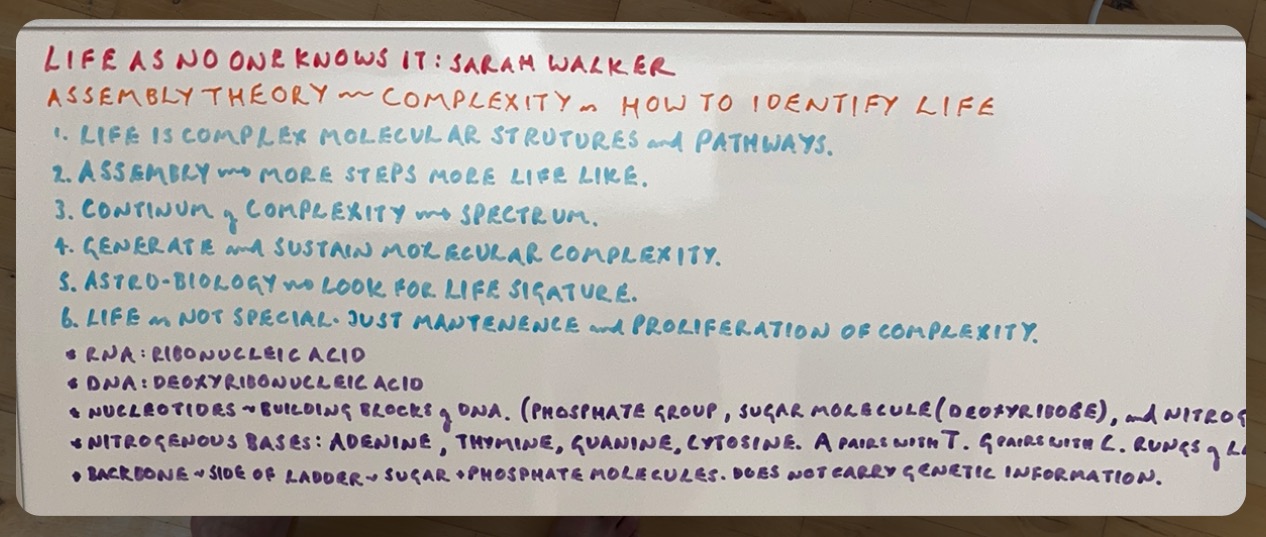 LIFE AS NO ONE KNOWS IT: SARAH WALKER
ASSEMBLY THEORY ~ COMPLEXITY ~ HOW TO IDENTIFY LIFE
1. LIFE IS COMPLEX MOLECULAR STRUTURES and PATHWAYS.
2. ASSEMBLY → MORE STEPS MORE LIFE LIKE.
3. CONTINUM of COMPLEXITY → SPECTRUM.
4. GENERATE and SUSTAIN MOLECULAR COMPLEXITY.
5. ASTRO-BIOLOGY → LOOK FOR LIFE SIGATURE.
6. LIFE ~ NOT SPECIAL. JUST MANTENENCE and PROLIFERATION OF COMPLEXITY.
• RNA: RIBONUCLEIC ACID
• DNA: DEOXYRIBONUCLEIC ACID
• NUCLEOTIDES ~ BUILDING BLOCKS of DNA. (PHOSPHATE GROUP, SUGAR MOLECULE (DEOXYRIBOBE), and NITROG
• NITROGENOUS BASES: ADENINE, THYMINE, GUANINE, CYTOSINE. A PAIRS WITH T. G PAIRS WITH C. RUNGS of LA
• BACKBONE ~ SIDE OF LADDER ~ SUGAR + PHOSPHATE MOLECULES. DOES NOT CARRY GENETIC INFORMATION.